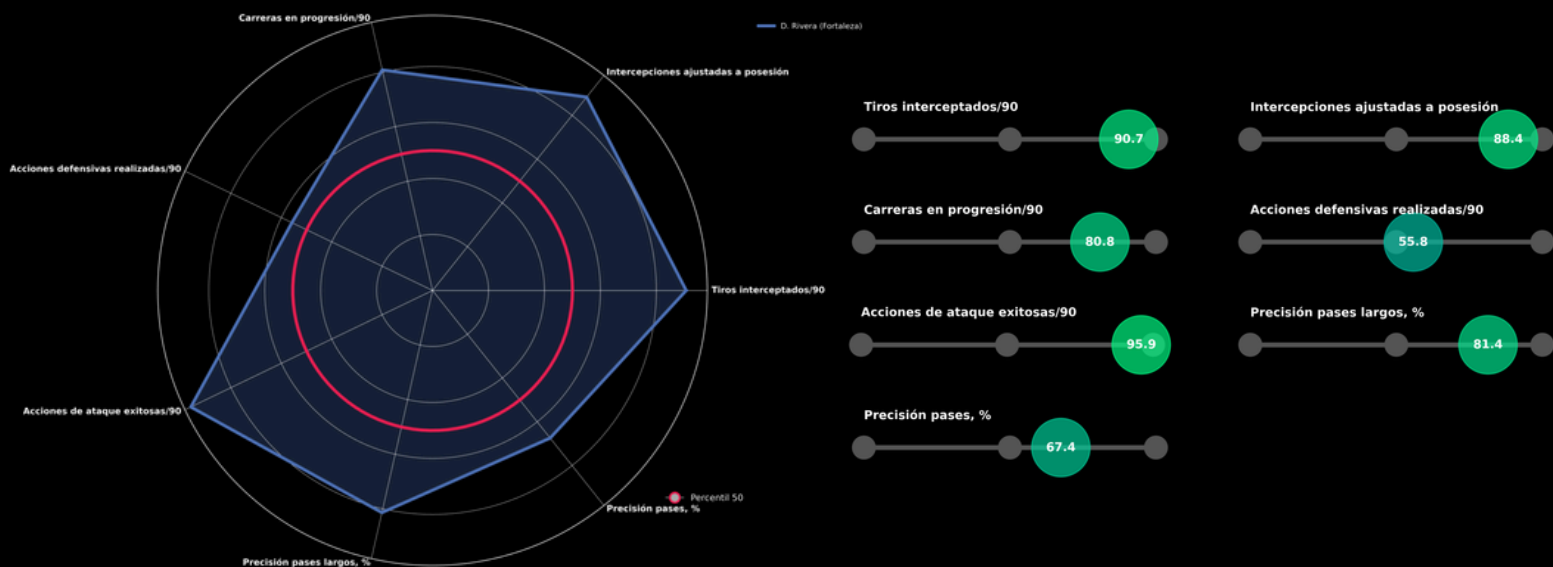 Carreras en progresión/90
D. Rivera (Fortaleza)
Intercepciones ajustadas a posesión
Acciones defensivas realizadas/90
Tiros interceptados/90
Acciones de ataque exitosas/90
Percentil 50
Precisión pases, %
Precisión pases largos, %
Tiros interceptados/90
90.7
Intercepciones ajustadas a posesión
88.4
Carreras en progresión/90
80.8
Acciones defensivas realizadas/90
55.8
Acciones de ataque exitosas/90
95.9
Precisión pases largos, %
81.4
Precisión pases, %
67.4